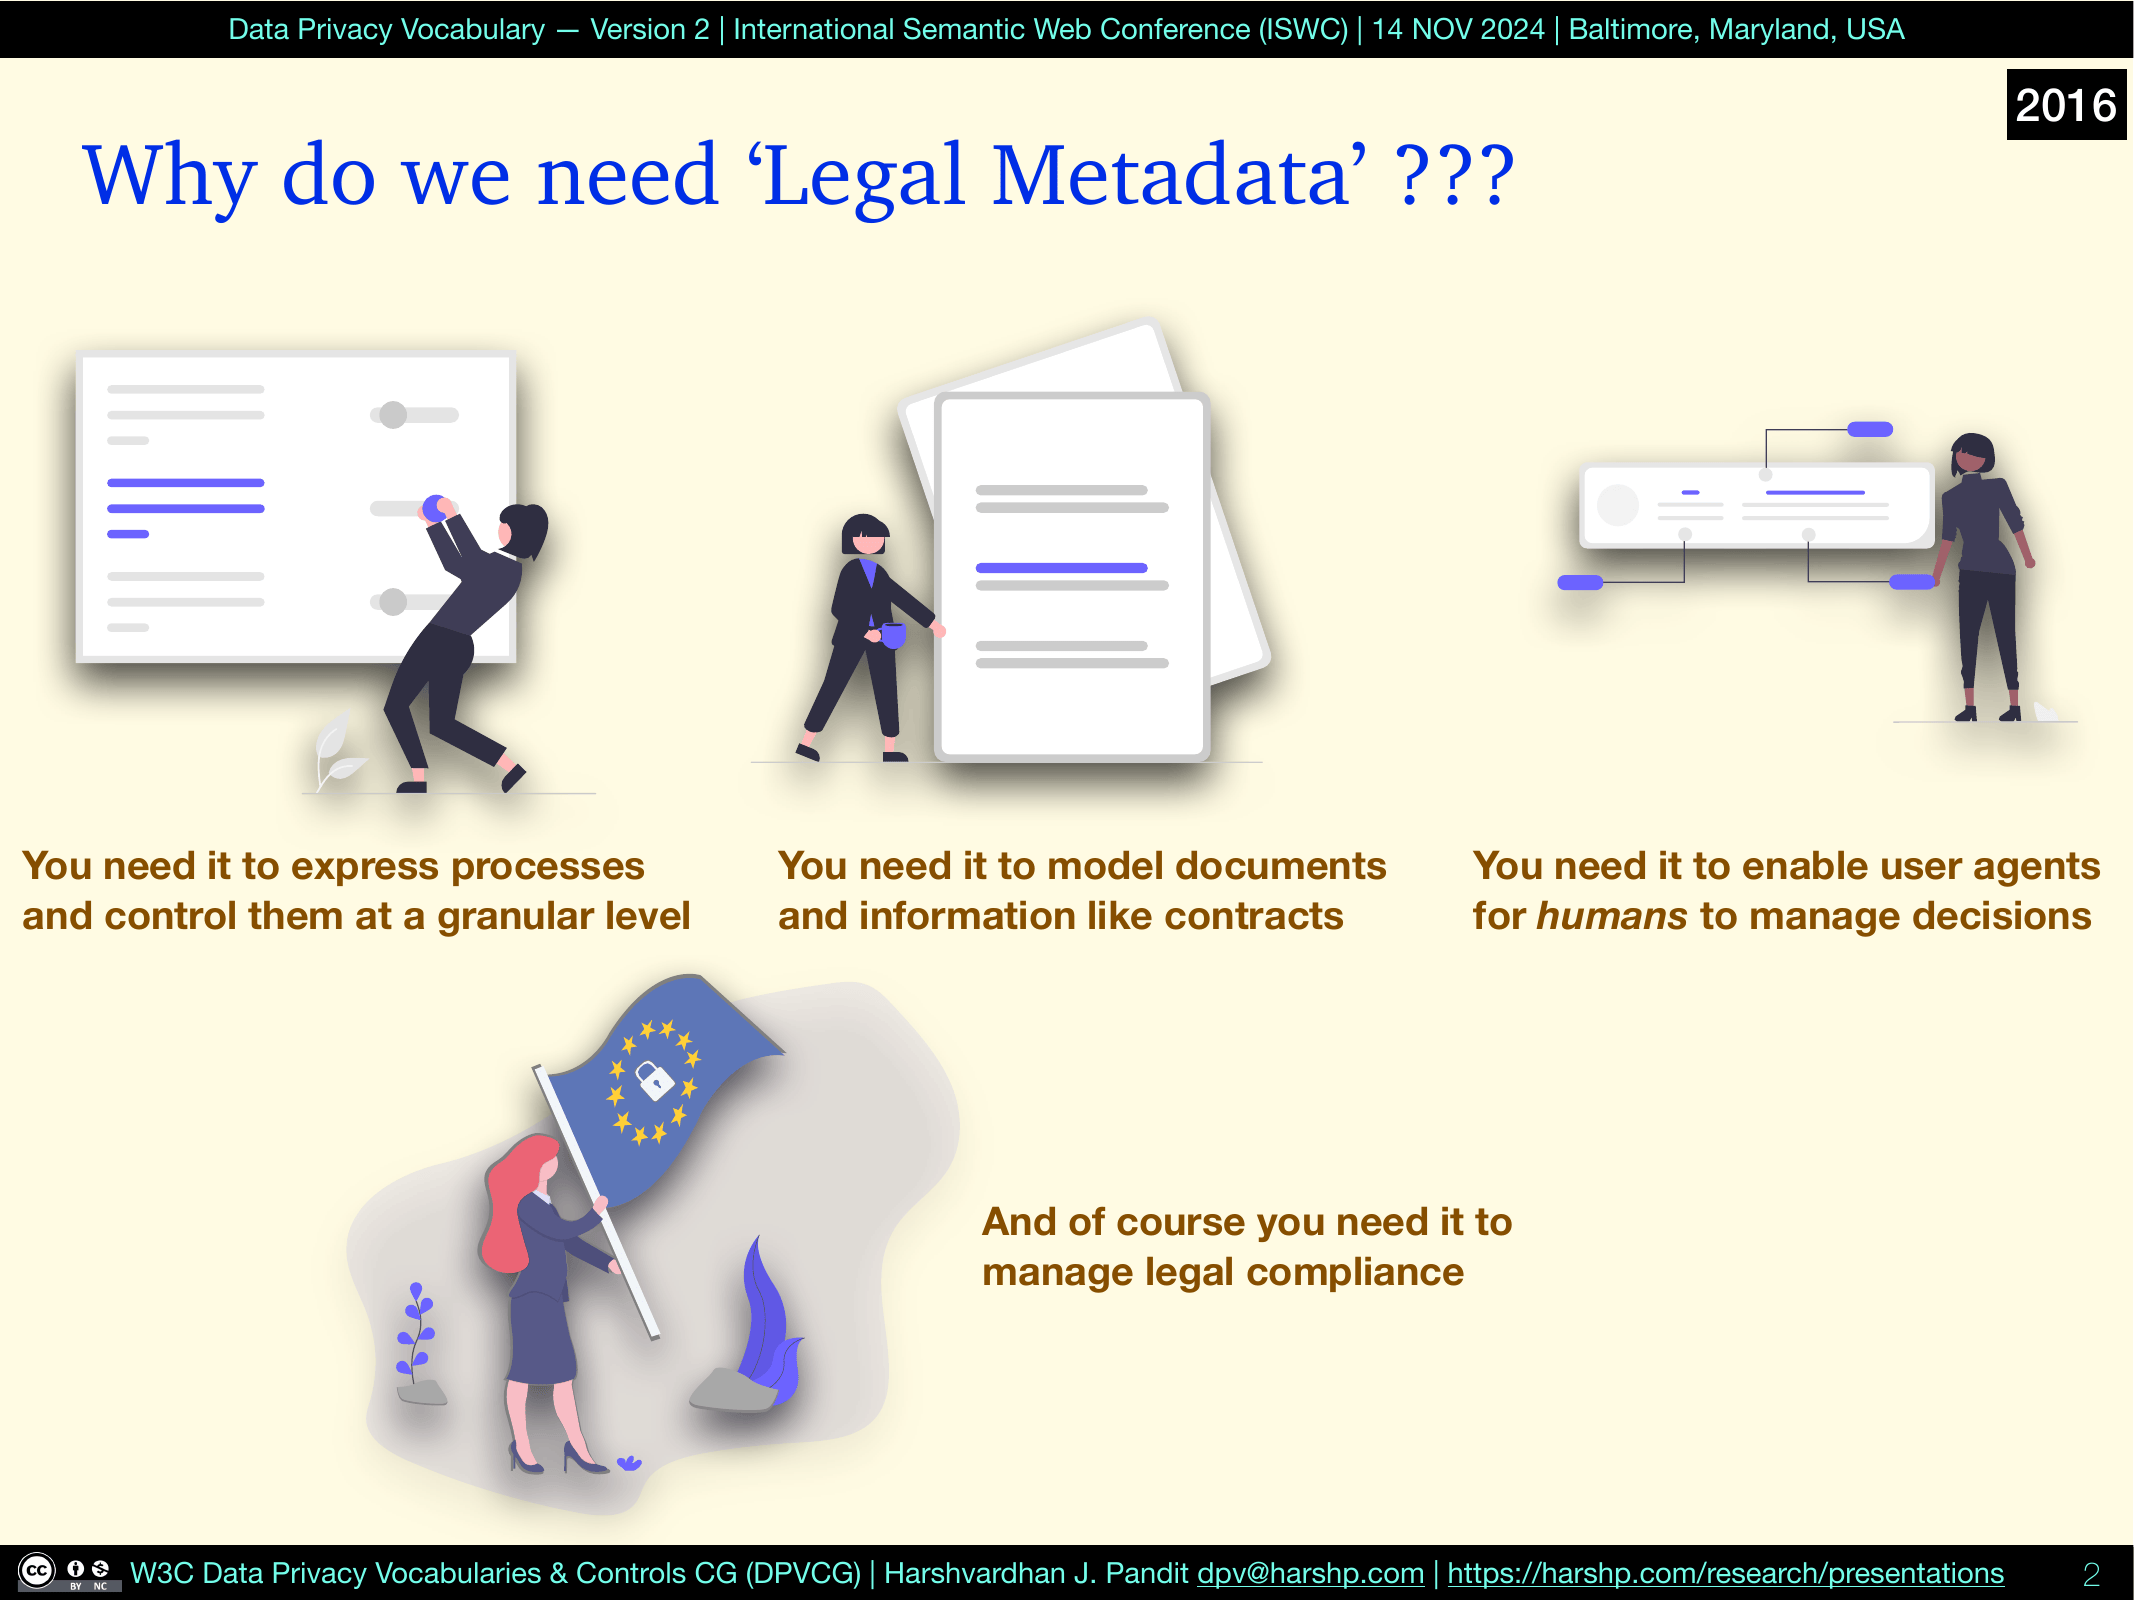 Data Privacy Vocabulary — Version 2 | International Semantic Web Conference (ISWC) | 14 NOV 2024 | Baltimore, Maryland, USA
2016
Why do we need ‘Legal Metadata’ ???
You need it to express processes
and control them at a granular level
You need it to model documents
and information like contracts
You need it to enable user agents
for humans to manage decisions
And of course you need it to
manage legal compliance
cc BY NC W3C Data Privacy Vocabularies & Controls CG (DPVCG) | Harshvardhan J. Pandit dpv@harshp.com | https://harshp.com/research/presentations 2